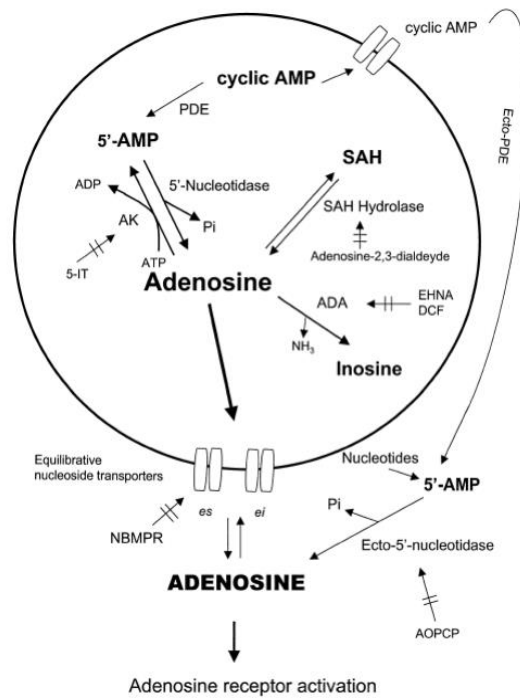 cyclic AMP
cyclic AMP
PDE
Ecto-PDE
5'-AMP
SAH
ADP
5'-Nucleotidase
AK
Pi
SAH Hydrolase
5-IT
ATP
Adenosine-2,3-dialdeyde
Adenosine
ADA
EHNA
DCF
NH3
Inosine
Equilibrative
nucleoside transporters
Nucleotides
5'-AMP
es
ei
Pi
NBMPR
Ecto-5'-nucleotidase
ADENOSINE
AOPCP
Adenosine receptor activation